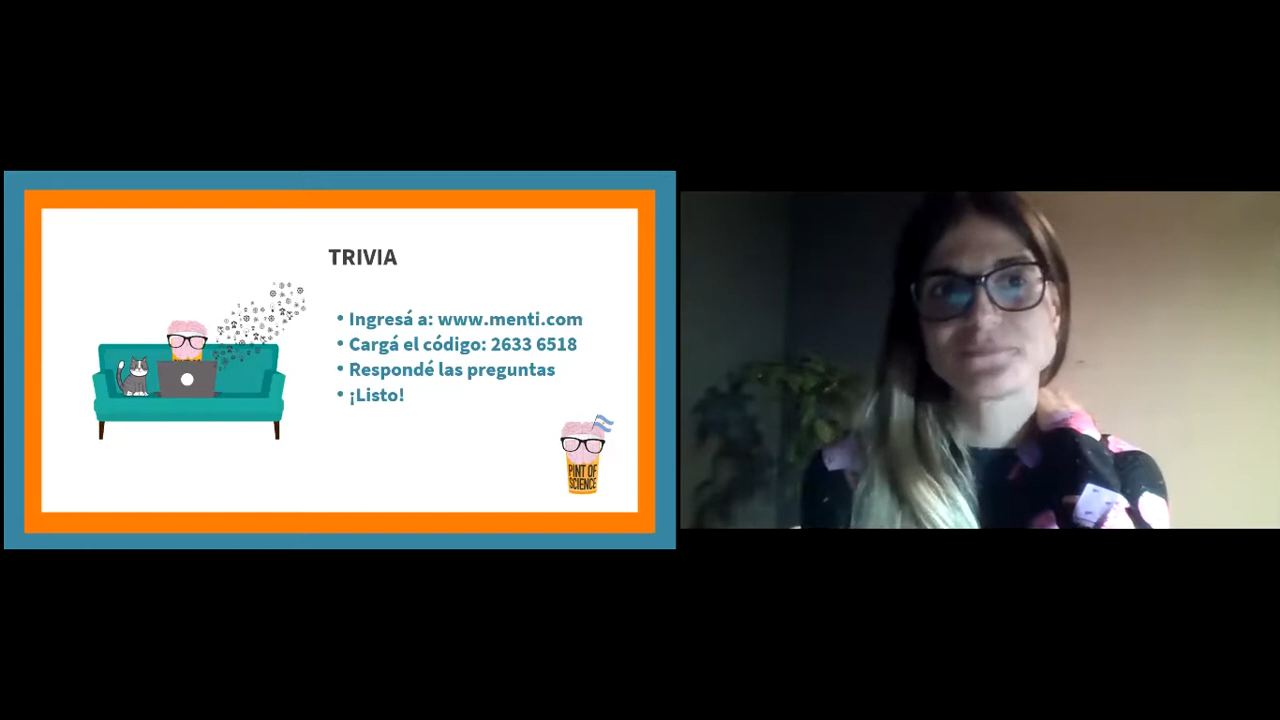 TRIVIA
• Ingresá a: www.menti.com
• Cargá el código: 2633 6518
• Respondé las preguntas
• ¡Listo!
PINT OF
SCIENCE